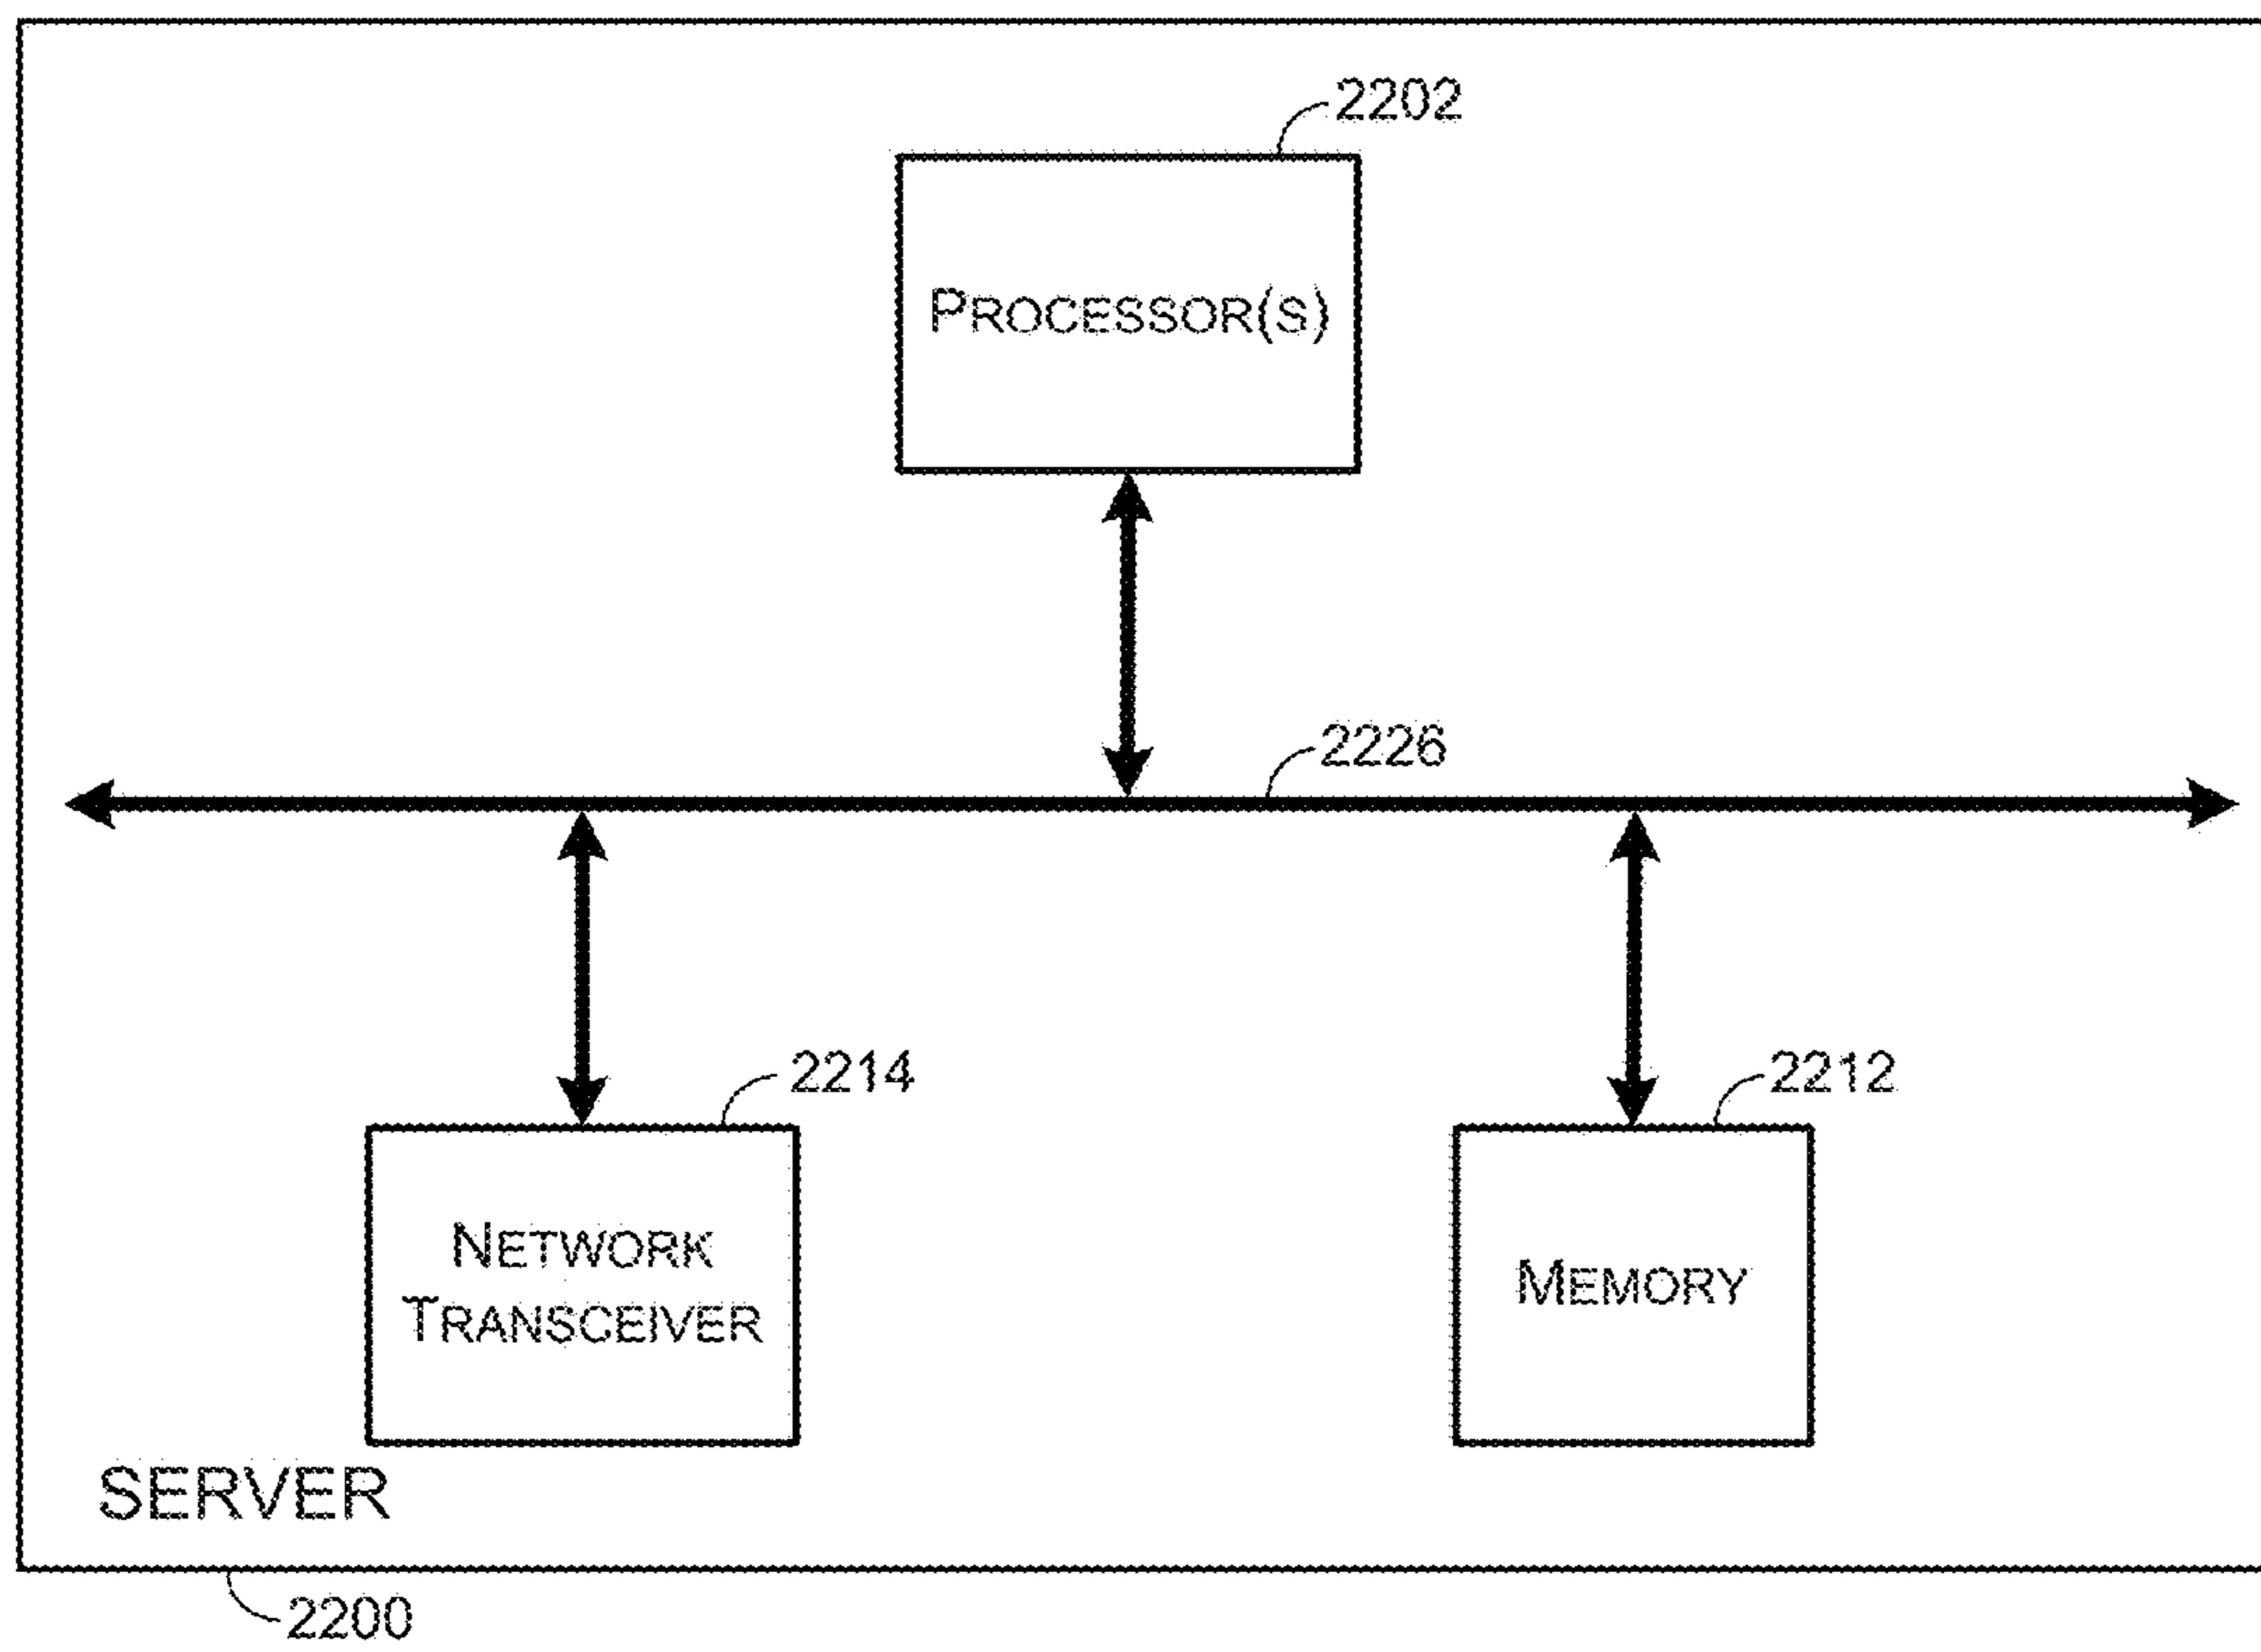 2202
PROCESSOR(S)
2226
2214
2212
NETWORK
TRANSCEIVER
MEMORY
SERVER
2200